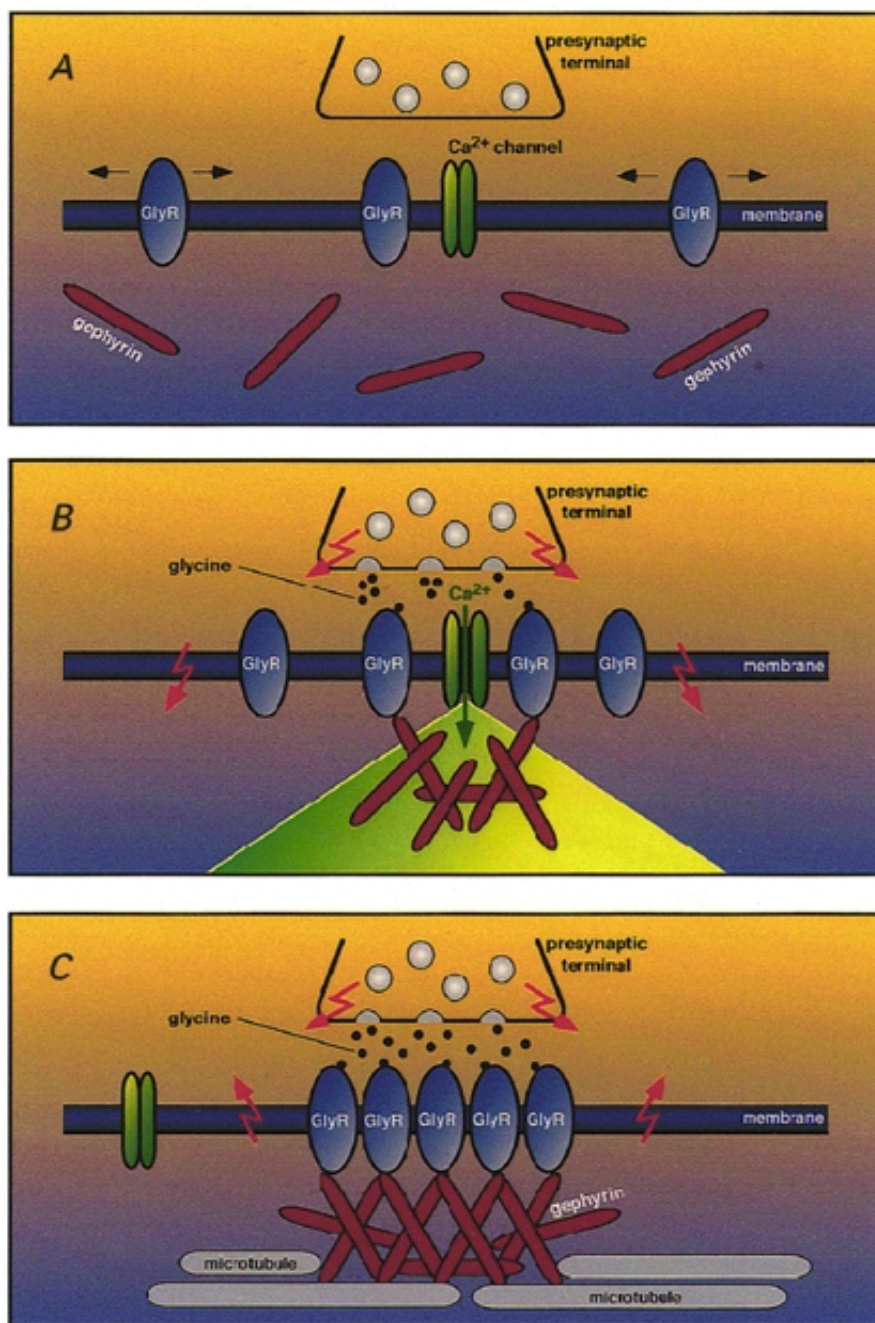 A
presynaptic
terminal
Ca2+ channel
GlyR
GlyR
GlyR
membrane
gephyrin
gephyrin
B
presynaptic
terminal
glycine
Ca2+
GlyR
GlyR
GlyR
GlyR
membrane
C
presynaptic
terminal
glycine
GlyR
GlyR
GlyR
GlyR
GlyR
membrane
gephyrin
microtubule
microtubule